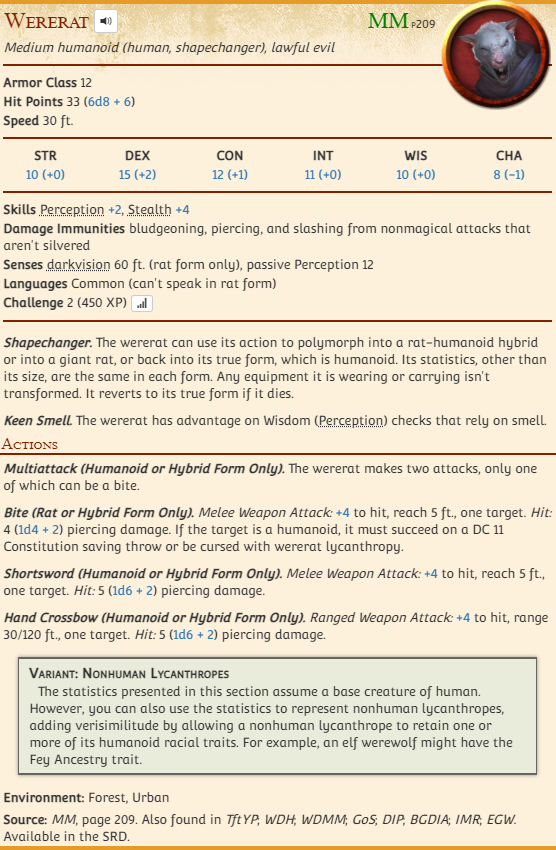 Wererat
MM P209
Medium humanoid (human, shapechanger), lawful evil
Armor Class 12
Hit Points 33 (6d8 + 6)
Speed 30 ft.
STR DEX CON INT WIS CHA
10 (+0) 15 (+2) 12 (+1) 11 (+0) 10 (+0) 8 (−1)
Skills Perception +2, Stealth +4
Damage Immunities bludgeoning, piercing, and slashing from nonmagical attacks that
aren't silvered
Senses darkvision 60 ft. (rat form only), passive Perception 12
Languages Common (can't speak in rat form)
Challenge 2 (450 XP)
Shapechanger. The wererat can use its action to polymorph into a rat-humanoid hybrid
or into a giant rat, or back into its true form, which is humanoid. Its statistics, other than
its size, are the same in each form. Any equipment it is wearing or carrying isn't
transformed. It reverts to its true form if it dies.
Keen Smell. The wererat has advantage on Wisdom (Perception) checks that rely on smell.
Actions
Multiattack (Humanoid or Hybrid Form Only). The wererat makes two attacks, only one
of which can be a bite.
Bite (Rat or Hybrid Form Only). Melee Weapon Attack: +4 to hit, reach 5 ft., one target. Hit:
4 (1d4 + 2) piercing damage. If the target is a humanoid, it must succeed on a DC 11
Constitution saving throw or be cursed with wererat lycanthropy.
Shortsword (Humanoid or Hybrid Form Only). Melee Weapon Attack: +4 to hit, reach 5 ft.,
one target. Hit: 5 (1d6 + 2) piercing damage.
Hand Crossbow (Humanoid or Hybrid Form Only). Ranged Weapon Attack: +4 to hit, range
30/120 ft., one target. Hit: 5 (1d6 + 2) piercing damage.
Variant: Nonhuman Lycanthropes
The statistics presented in this section assume a base creature of human.
However, you can also use the statistics to represent nonhuman lycanthropes,
adding verisimilitude by allowing a nonhuman lycanthrope to retain one or
more of its humanoid racial traits. For example, an elf werewolf might have the
Fey Ancestry trait.
Environment: Forest, Urban
Source: MM, page 209. Also found in TftYP; WDH; WDMM; GoS; DIP; BGDIA; IMR; EGW.
Available in the SRD.